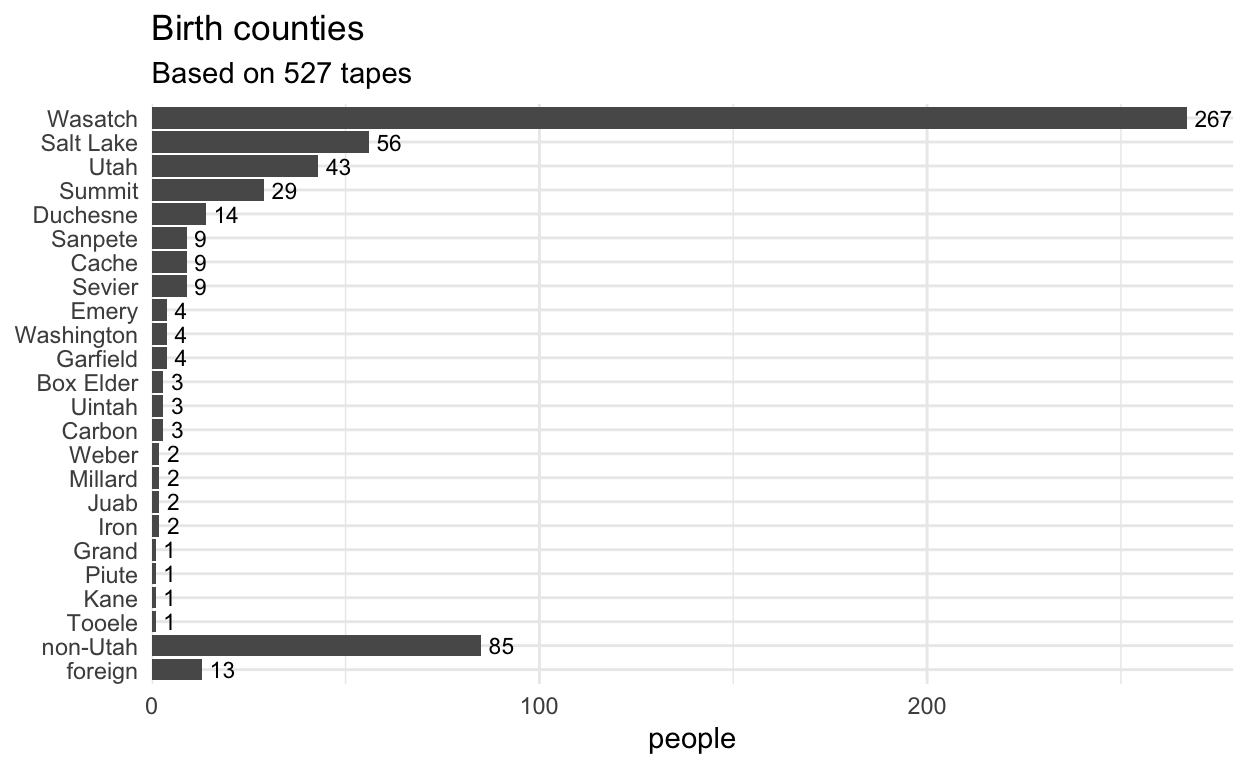 Birth counties
Based on 527 tapes
Wasatch 267
Salt Lake 56
Utah 43
Summit 29
Duchesne 14
Sanpete 9
Cache 9
Sevier 9
Emery 4
Washington 4
Garfield 4
Box Elder 3
Uintah 3
Carbon 3
Weber 2
Millard 2
Juab 2
Iron 2
Grand 1
Piute 1
Kane 1
Tooele 1
non-Utah 85
foreign 13
0 100 200
people